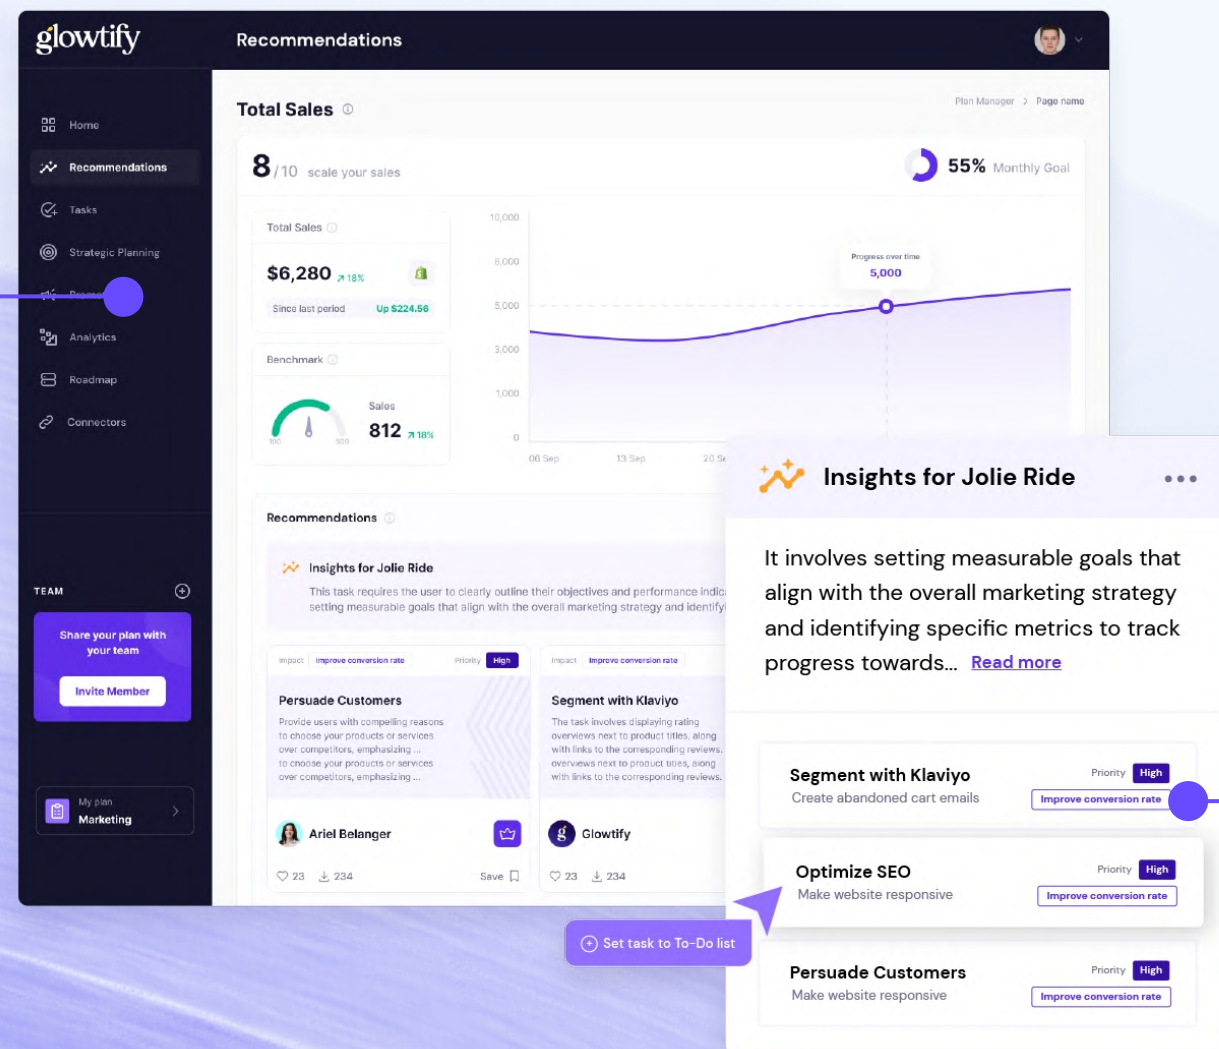 glowtify
Recommendations
Home
Recommendations
Tasks
Strategic Planning
Analytics
Roadmap
Connectors
TEAM
Share your plan with
your team
Invite Member
My plan
Marketing
Total Sales
Plan Manager > Page name
8/10 scale your sales
55% Monthly Goal
Total Sales
$6,280 18%
Since last period Up $224.56
Benchmark
Sales
812 18%
10,000
8,000
5,000
3,000
1,000
0
Progress over time
5,000
06 Sep
13 Sep
Recommendations
Insights for Jolie Ride
This task requires the user to clearly outline their objectives and performance
setting measurable goals that align with the overall marketing strategy and
Impact Improve conversion rate Priority High
Persuade Customers
Provide users with compelling reasons
to choose your products or services
over competitors, emphasizing ...
to choose your products or services
over competitors, emphasizing ...
Ariel Belanger
23 234 Save
Impact Improve conversion rate
Segment with Klaviyo
The task involves displaying rating
overviews next to product titles, along
with links to the corresponding reviews.
overviews next to product titles, along
with links to the corresponding reviews.
g Glowtify
23 234
Insights for Jolie Ride
It involves setting measurable goals that
align with the overall marketing strategy
and identifying specific metrics to track
progress towards... Read more
Segment with Klaviyo Priority High
Create abandoned cart emails Improve conversion rate
Optimize SEO Priority High
Make website responsive Improve conversion rate
Set task to To-Do list
Persuade Customers Priority High
Make website responsive Improve conversion rate